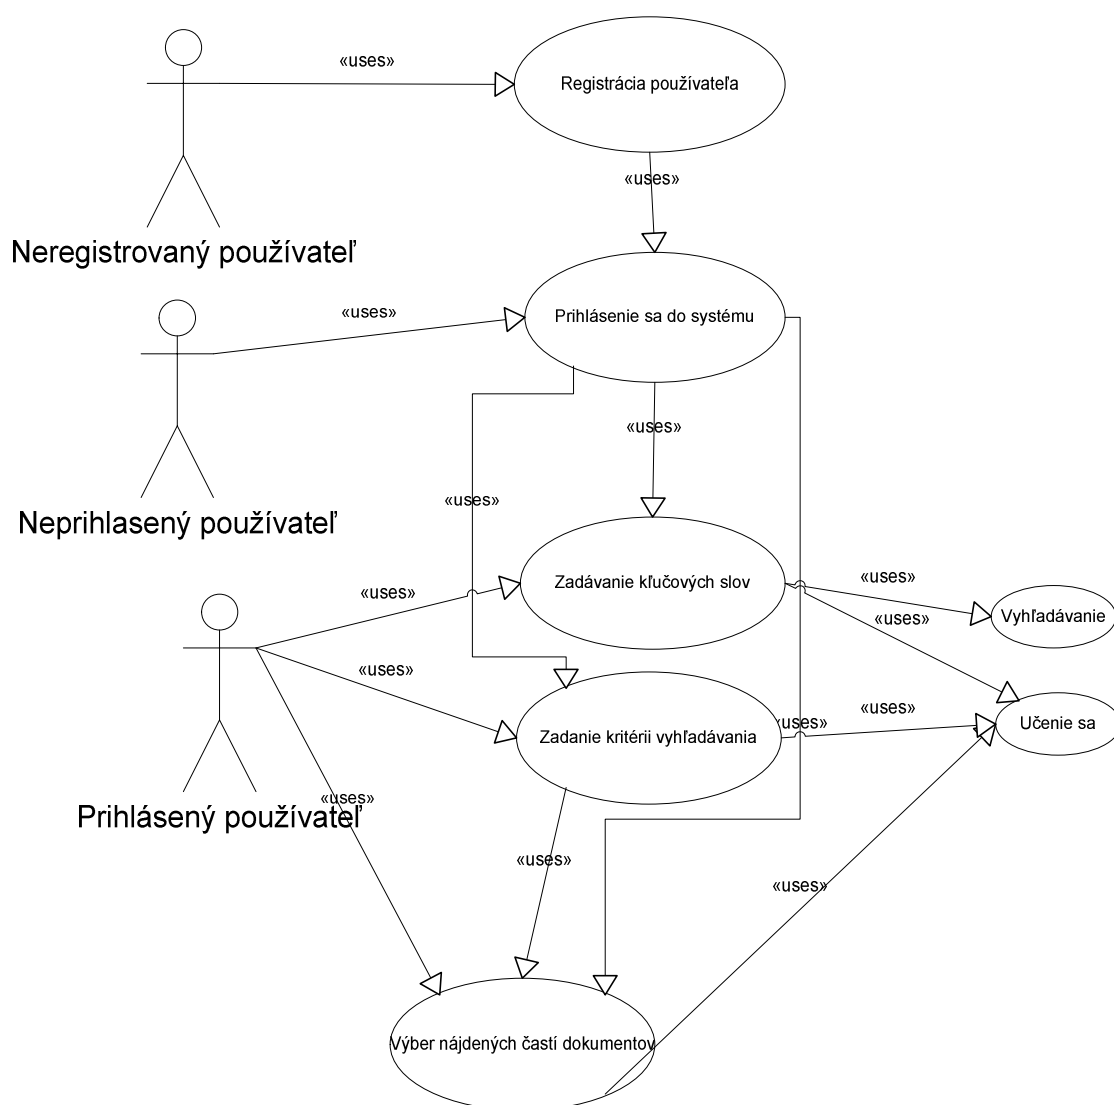 «uses»
Registrácia používateľa
«uses»
Neregistrovaný používateľ
«uses»
Prihlásenie sa do systému
«uses»
«uses»
Neprihlasený používateľ
«uses»
Zadávanie kľučových slov
«uses»
Vyhľadávanie
«uses»
«uses»
«uses»
«uses»
Učenie sa
Zadanie kritérii vyhľadávania
«uses»
Prihlásený používateľ
«uses»
«uses»
Výber nájdených častí dokumentov